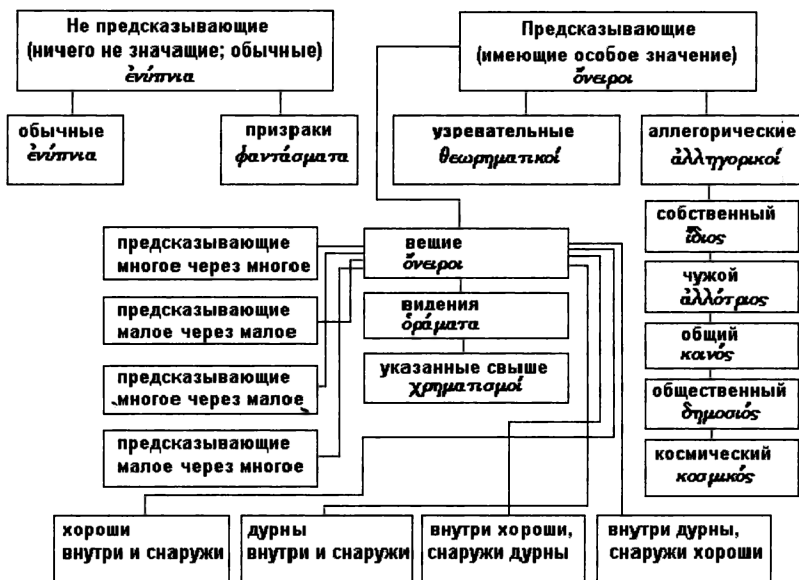 Не предсказывающие
(ничего не значащие; обычные)
ἐνύπνια
Предсказывающие
(имеющие особое значение)
ὄνειροι
обычные
ἐνύπνια
призраки
φαντάσματα
узревательные
θεωρηματικοί
аллегорические
ἀλληγορικοί
собственный
ἴδιος
чужой
ἀλλότριος
общий
κοινός
общественный
δημοσιός
космический
κοσμικός
предсказывающие
многое через многое
предсказывающие
малое через малое
предсказывающие
многое через малое
предсказывающие
малое через многое
вещие
ὄνειροι
видения
ὁράματα
указанные свыше
χρηματισμοί
хороши
внутри и снаружи
дурны
внутри и снаружи
внутри хороши,
снаружи дурны
внутри дурны,
снаружи хороши